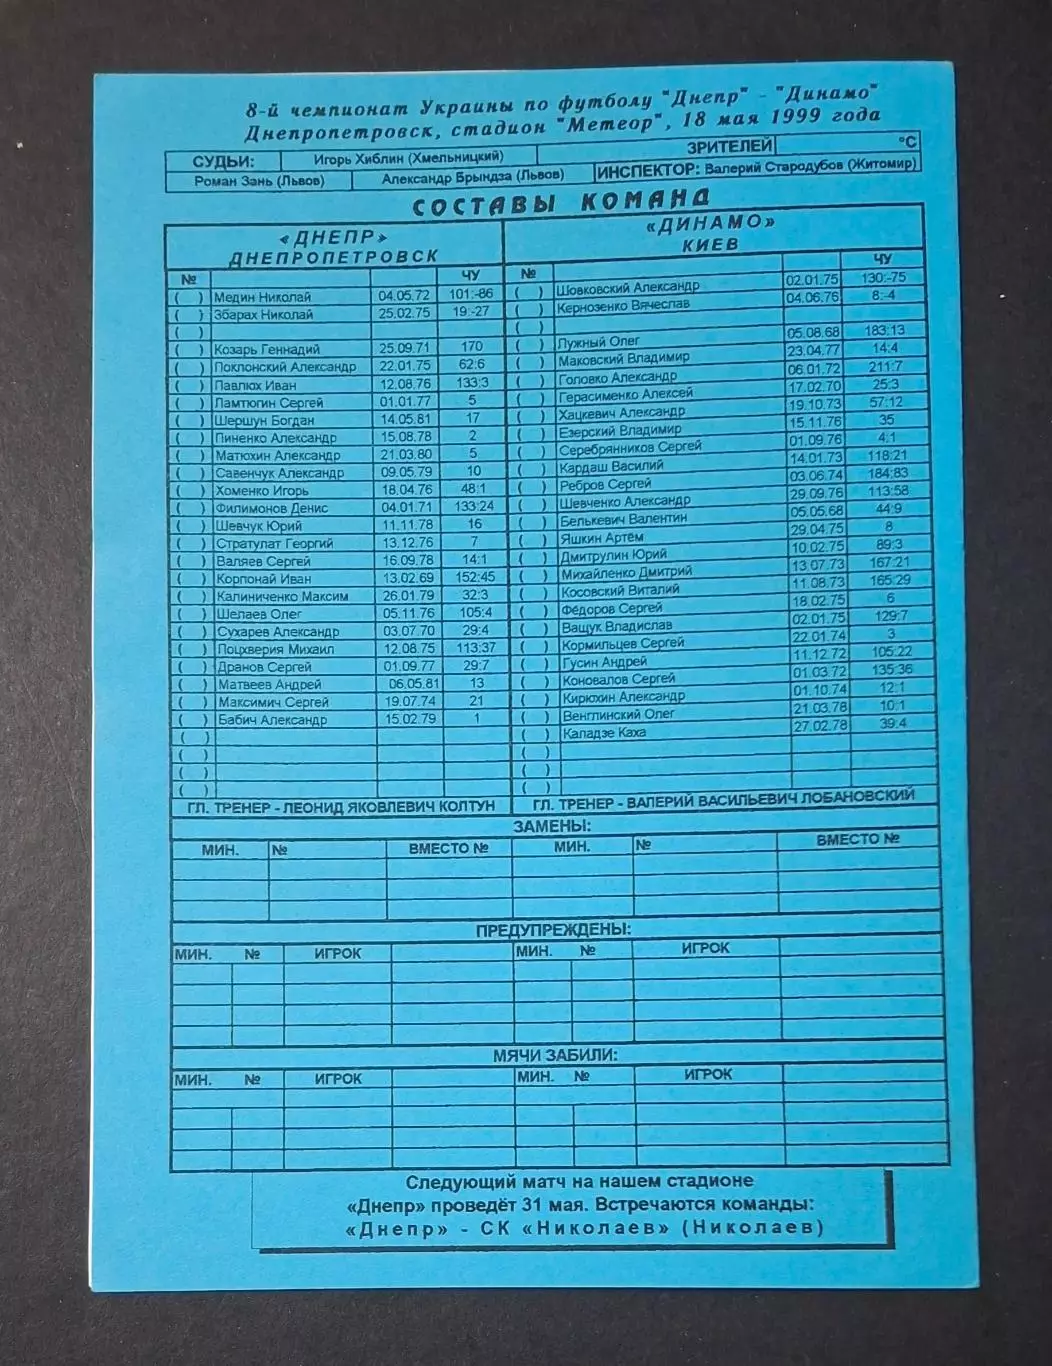 8-й чемпионат Украины по футболу "Днепр" - "Динамо"
Днепропетровск, стадион "Метеор", 18 мая 1999 года
СУДЬИ: Игорь Хиблин (Хмельницкий) ЗРИТЕЛЕЙ °С
Роман Зань (Львов) Александр Брындза (Львов) ИНСПЕКТОР: Валерий Стародубов (Житомир)
СОСТАВЫ КОМАНД
«ДНЕПР»
ДНЕПРОПЕТРОВСК
№ ЧУ
( ) Медин Николай 04.05.72 101:-86
( ) Збарах Николай 25.02.75 19:-27
( )
( ) Козарь Геннадий 25.09.71 170
( ) Поклонский Александр 22.01.75 62:6
( ) Павлюх Иван 12.08.76 133:3
( ) Ламтюгин Сергей 01.01.77 5
( ) Шершун Богдан 14.05.81 17
( ) Пиненко Александр 15.08.78 2
( ) Матюхин Александр 21.03.80 5
( ) Савенчук Александр 09.05.79 10
( ) Хоменко Игорь 18.04.76 48:1
( ) Филимонов Денис 04.01.71 133:24
( ) Шевчук Юрий 11.11.78 16
( ) Стратулат Георгий 13.12.76 7
( ) Валяев Сергей 16.09.78 14:1
( ) Корпонай Иван 13.02.69 152:45
( ) Калиниченко Максим 26.01.79 32:3
( ) Шелаев Олег 05.11.76 105:4
( ) Сухарев Александр 03.07.70 29:4
( ) Поцхверия Михаил 12.08.75 113:37
( ) Дранов Сергей 01.09.77 29:7
( ) Матвеев Андрей 06.05.81 13
( ) Максимич Сергей 19.07.74 21
( ) Бабич Александр 15.02.79 1
( )
( )
( )
( )
ГЛ. ТРЕНЕР - ЛЕОНИД ЯКОВЛЕВИЧ КОЛТУН
«ДИНАМО»
КИЕВ
№ ЧУ
( ) Шовковский Александр 02.01.75 130:-75
( ) Кернозенко Вячеслав 04.06.76 8:-4
( )
( ) Лужный Олег 05.08.68 183:13
( ) Маковский Владимир 23.04.77 14:4
( ) Головко Александр 06.01.72 211:7
( ) Герасименко Алексей 17.02.70 25:3
( ) Хацкевич Александр 19.10.73 57:12
( ) Езерский Владимир 15.11.76 35
( ) Серебрянников Сергей 01.09.76 4:1
( ) Кардаш Василий 14.01.73 118:21
( ) Ребров Сергей 03.06.74 184:83
( ) Шевченко Александр 29.09.76 113:58
( ) Белькевич Валентин 05.05.68 44:9
( ) Яшкин Артём 29.04.75 8
( ) Дмитрулин Юрий 10.02.75 89:3
( ) Михайленко Дмитрий 13.07.73 167:21
( ) Косовский Виталий 11.08.73 165:29
( ) Фёдоров Сергей 18.02.75 6
( ) Ващук Владислав 02.01.75 129:7
( ) Кормильцев Сергей 22.01.74 3
( ) Гусин Андрей 11.12.72 105:22
( ) Коновалов Сергей 01.03.72 135:36
( ) Кирюхин Александр 01.10.74 12:1
( ) Венглинский Олег 21.03.78 10:1
( ) Каладзе Каха 27.02.78 39:4
( )
( )
( )
ГЛ. ТРЕНЕР - ВАЛЕРИЙ ВАСИЛЬЕВИЧ ЛОБАНОВСКИЙ
ЗАМЕНЫ:
МИН. № ВМЕСТО № МИН. № ВМЕСТО №
ПРЕДУПРЕЖДЕНЫ:
МИН. № ИГРОК МИН. № ИГРОК
МЯЧИ ЗАБИЛИ:
МИН. № ИГРОК МИН. № ИГРОК
Следующий матч на нашем стадионе
«Днепр» проведёт 31 мая. Встречаются команды:
«Днепр» - СК «Николаев» (Николаев)